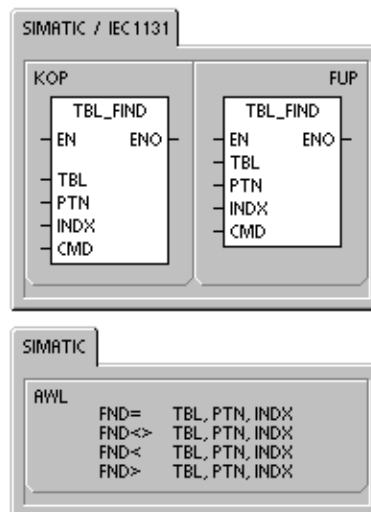 SIMATIC / IEC1131
KOP
FUP
TBL_FIND
EN ENO
TBL
PTN
INDX
CMD
TBL_FIND
EN ENO
TBL
PTN
INDX
CMD
SIMATIC
AWL
FND= TBL, PTN, INDX
FND<> TBL, PTN, INDX
FND< TBL, PTN, INDX
FND> TBL, PTN, INDX